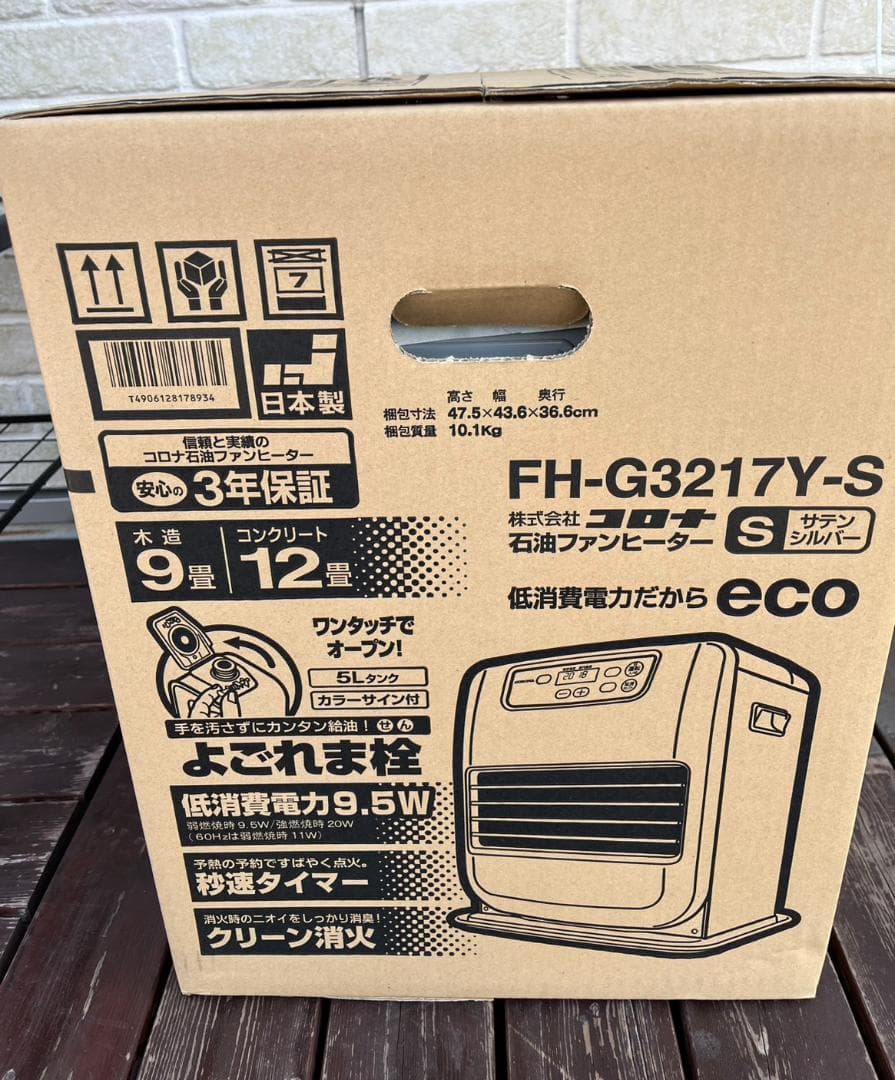 7
T4906128178934
日本製
高さ 幅 奥行
梱包寸法 47.5×43.6×36.6cm
梱包質量 10.1Kg
信頼と実績の
コロナ石油ファンヒーター
安心の 3年保証
FH-G3217Y-S
株式会社 コロナ
石油ファンヒーター
S サテン
シルバー
木造 コンクリート
9畳 12畳
低消費電力だから eco
ワンタッチで
オープン!
5Lタンク
カラーサイン付
手を汚さずにカンタン給油! せん
よごれま栓
20 18
低消費電力9.5W
弱燃焼時9.5W/強燃焼時20W
(60Hzは弱燃焼時11W)
予熱の予約ですばやく点火。
秒速タイマー
消火時のニオイをしっかり消臭!
クリーン消火